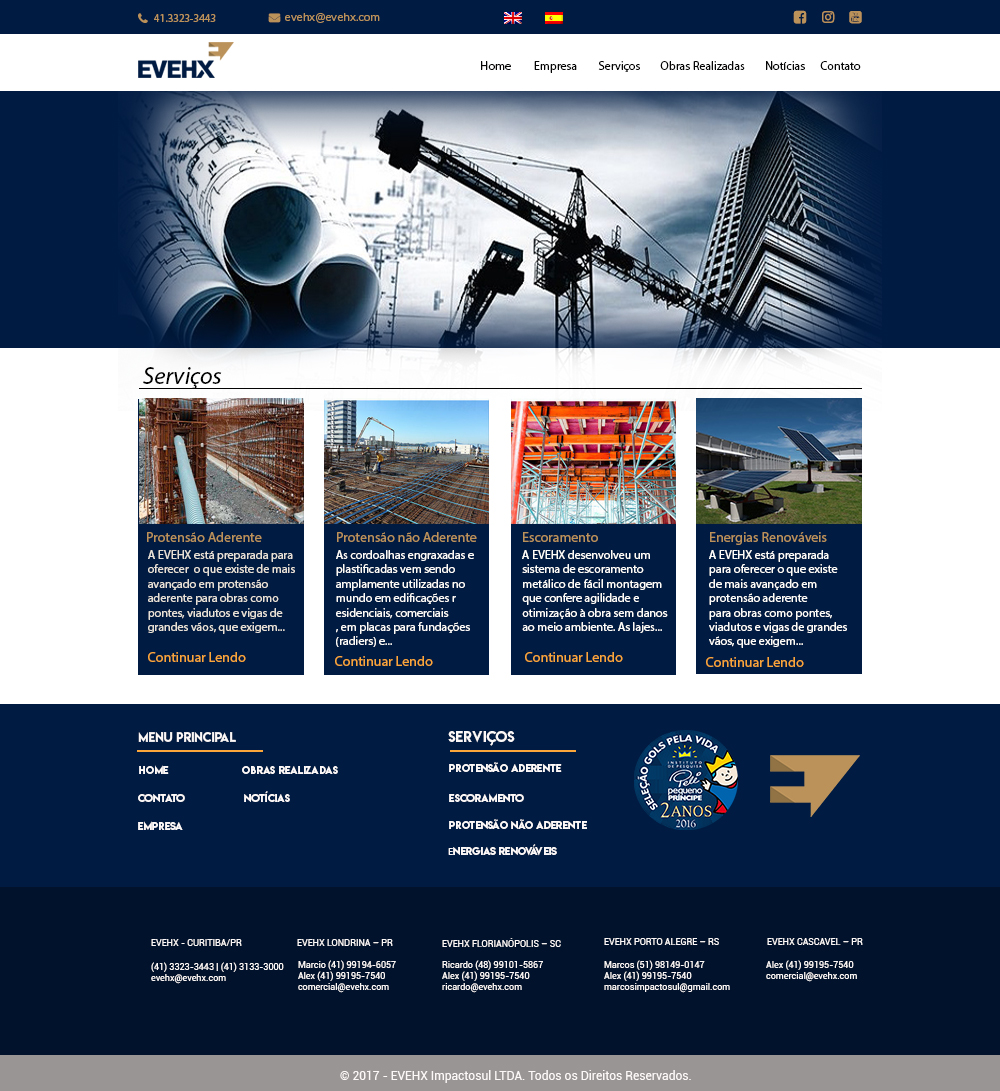 41.3323-3443
evehx@evehx.com
EVEHX
Home
Empresa
Serviços
Obras Realizadas
Notícias
Contato
Serviços
Protensão Aderente
A EVEHX está preparada para
oferecer o que existe de mais
avançado em protensão
aderente para obras como
pontes, viadutos e vigas de
grandes vãos, que exigem...
Continuar Lendo
Protensão não Aderente
As cordoalhas engraxadas e
plastificadas vem sendo
amplamente utilizadas no
mundo em edificações r
esidenciais, comerciais
, em placas para fundações
(radiers) e...
Continuar Lendo
Escoramento
A EVEHX desenvolveu um
sistema de escoramento
metálico de fácil montagem
que confere agilidade e
otimização à obra sem danos
ao meio ambiente. As lajes...
Continuar Lendo
Energias Renováveis
A EVEHX está preparada
para oferecer o que existe
de mais avançado em
protensão aderente
para obras como pontes,
viadutos e vigas de grandes
vãos, que exigem...
Continuar Lendo
MENU PRINCIPAL
HOME
OBRAS REALIZADAS
CONTATO
NOTÍCIAS
EMPRESA
SERVIÇOS
PROTENSÃO ADERENTE
ESCORAMENTO
PROTENSÃO NÃO ADERENTE
ENERGIAS RENOVÁVEIS
SELEÇÃO GOLS PELA VIDA
INSTITUTO
DE PESQUISA
Pelé
pequeno
PRÍNCIPE
2 ANOS
2016
EVEHX - CURITIBA/PR
(41) 3323-3443 | (41) 3133-3000
evehx@evehx.com
EVEHX LONDRINA – PR
Marcio (41) 99194-6057
Alex (41) 99195-7540
comercial@evehx.com
EVEHX FLORIANÓPOLIS – SC
Ricardo (48) 99101-5867
Alex (41) 99195-7540
ricardo@evehx.com
EVEHX PORTO ALEGRE – RS
Marcos (51) 98149-0147
Alex (41) 99195-7540
marcosimpactosul@gmail.com
EVEHX CASCAVEL – PR
Alex (41) 99195-7540
comercial@evehx.com
© 2017 - EVEHX Impactosul LTDA. Todos os Direitos Reservados.